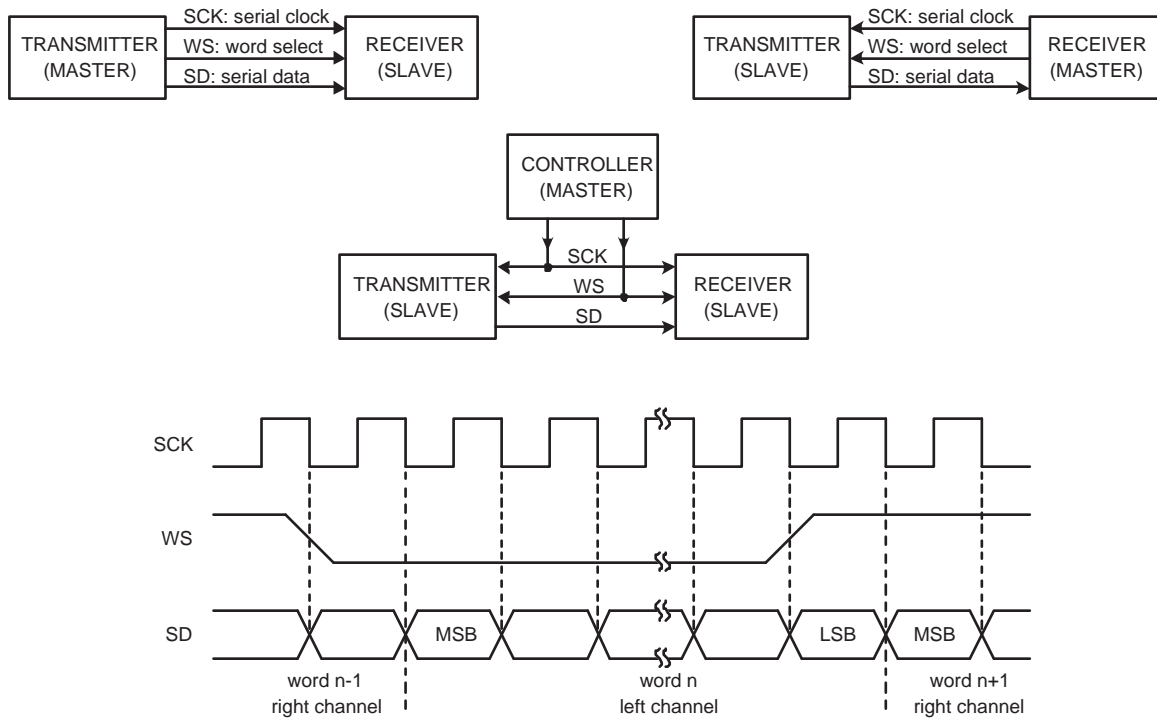 TRANSMITTER
(MASTER)
SCK: serial clock
WS: word select
SD: serial data
RECEIVER
(SLAVE)
TRANSMITTER
(SLAVE)
SCK: serial clock
WS: word select
SD: serial data
RECEIVER
(MASTER)
CONTROLLER
(MASTER)
TRANSMITTER
(SLAVE)
SCK
WS
SD
RECEIVER
(SLAVE)
SCK
WS
SD
MSB
LSB
MSB
word n-1
right channel
word n
left channel
word n+1
right channel